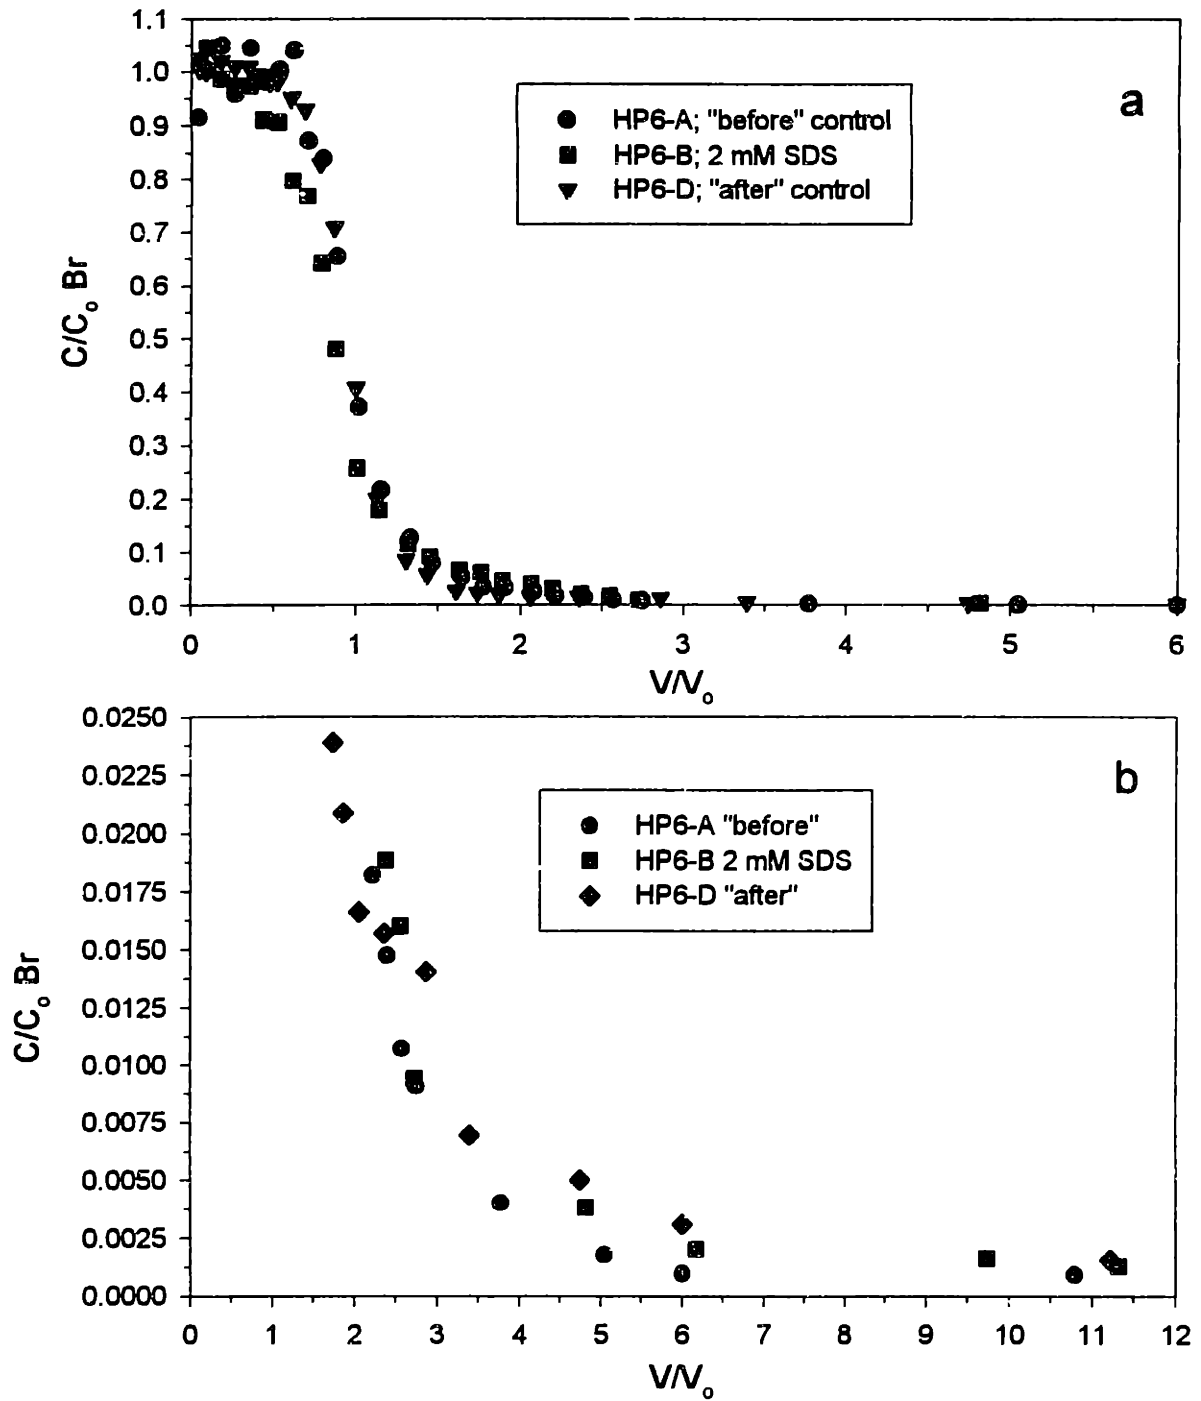 1.1
1.0
0.9
0.8
0.7
0.6
0.5
0.4
0.3
0.2
0.1
0.0
C/Co Br
a
HP6-A; "before" control
HP6-B; 2 mM SDS
HP6-D; "after" control
0 1 2 3 4 5 6
V/Vo
0.0250
0.0225
0.0200
0.0175
0.0150
0.0125
0.0100
0.0075
0.0050
0.0025
0.0000
C/Co Br
b
HP6-A "before"
HP6-B 2 mM SDS
HP6-D "after"
0 1 2 3 4 5 6 7 8 9 10 11 12
V/Vo